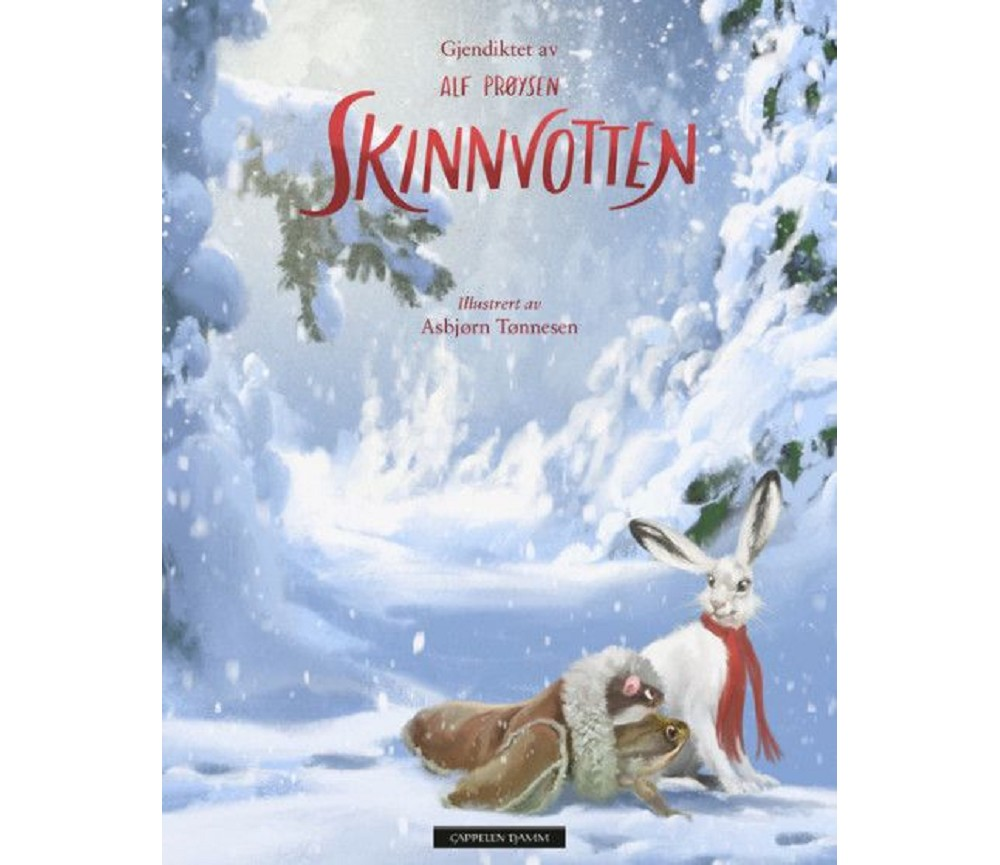 Gjendiktet av
ALF PRØYSEN
SKINNVOTTEN
Illustrert av
Asbjørn Tønnesen
CAPPELEN DAMM